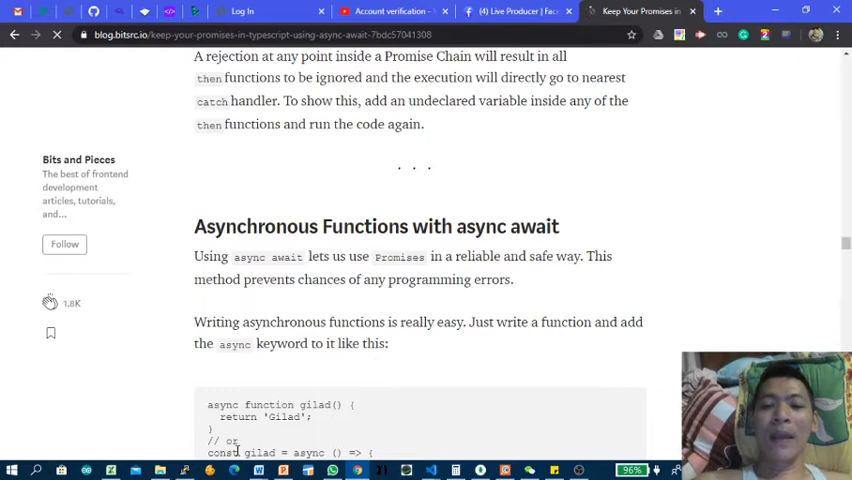 Log In
Account verification -
(4) Live Producer | Fac
Keep Your Promises in
blog.bitsrc.io/keep-your-promises-in-typescript-using-async-await-7bdc57041308
A rejection at any point inside a Promise Chain will result in all
then functions to be ignored and the execution will directly go to nearest
catch handler. To show this, add an undeclared variable inside any of the
then functions and run the code again.
. . .
Bits and Pieces
The best of frontend
development
articles, tutorials,
and...
Follow
1.8K
Asynchronous Functions with async await
Using async await lets us use Promises in a reliable and safe way. This
method prevents chances of any programming errors.
Writing asynchronous functions is really easy. Just write a function and add
the async keyword to it like this:
async function gilad() {
return 'Gilad';
}
// or
const gilad = async () => {
96%